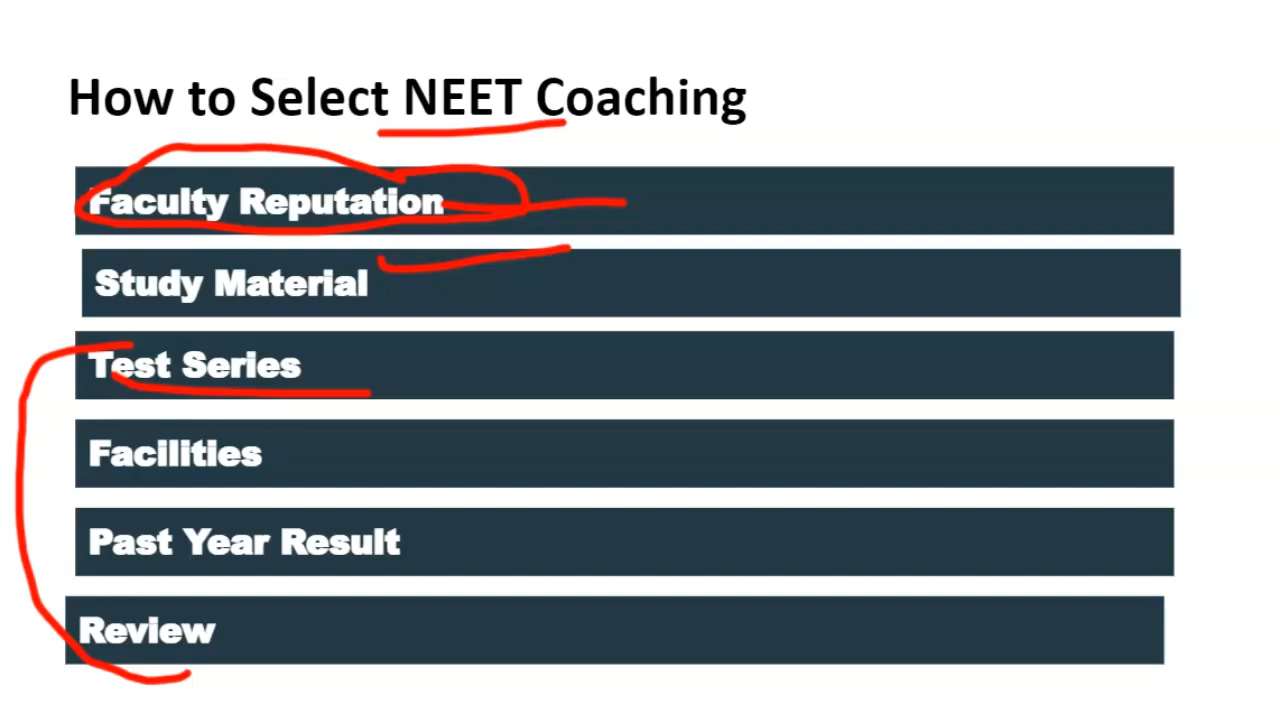 How to Select NEET Coaching
Faculty Reputation
Study Material
Test Series
Facilities
Past Year Result
Review